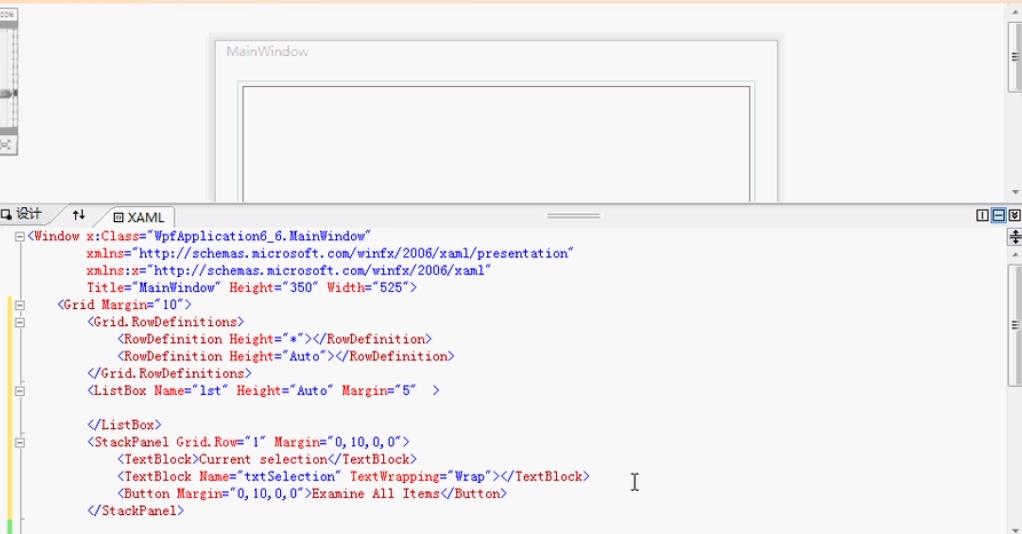 00%
MainWindow
设计
XAML
<Window x:Class="WpfApplication6_6.MainWindow"
xmlns="http://schemas.microsoft.com/winfx/2006/xaml/presentation"
xmlns:x="http://schemas.microsoft.com/winfx/2006/xaml"
Title="MainWindow" Height="350" Width="525">
<Grid Margin="10">
<Grid.RowDefinitions>
<RowDefinition Height="*"></RowDefinition>
<RowDefinition Height="Auto"></RowDefinition>
</Grid.RowDefinitions>
<ListBox Name="lst" Height="Auto" Margin="5"  >
</ListBox>
<StackPanel Grid.Row="1" Margin="0,10,0,0">
<TextBlock>Current selection</TextBlock>
<TextBlock Name="txtSelection" TextWrapping="Wrap"></TextBlock>
<Button Margin="0,10,0,0">Examine All Items</Button>
</StackPanel>